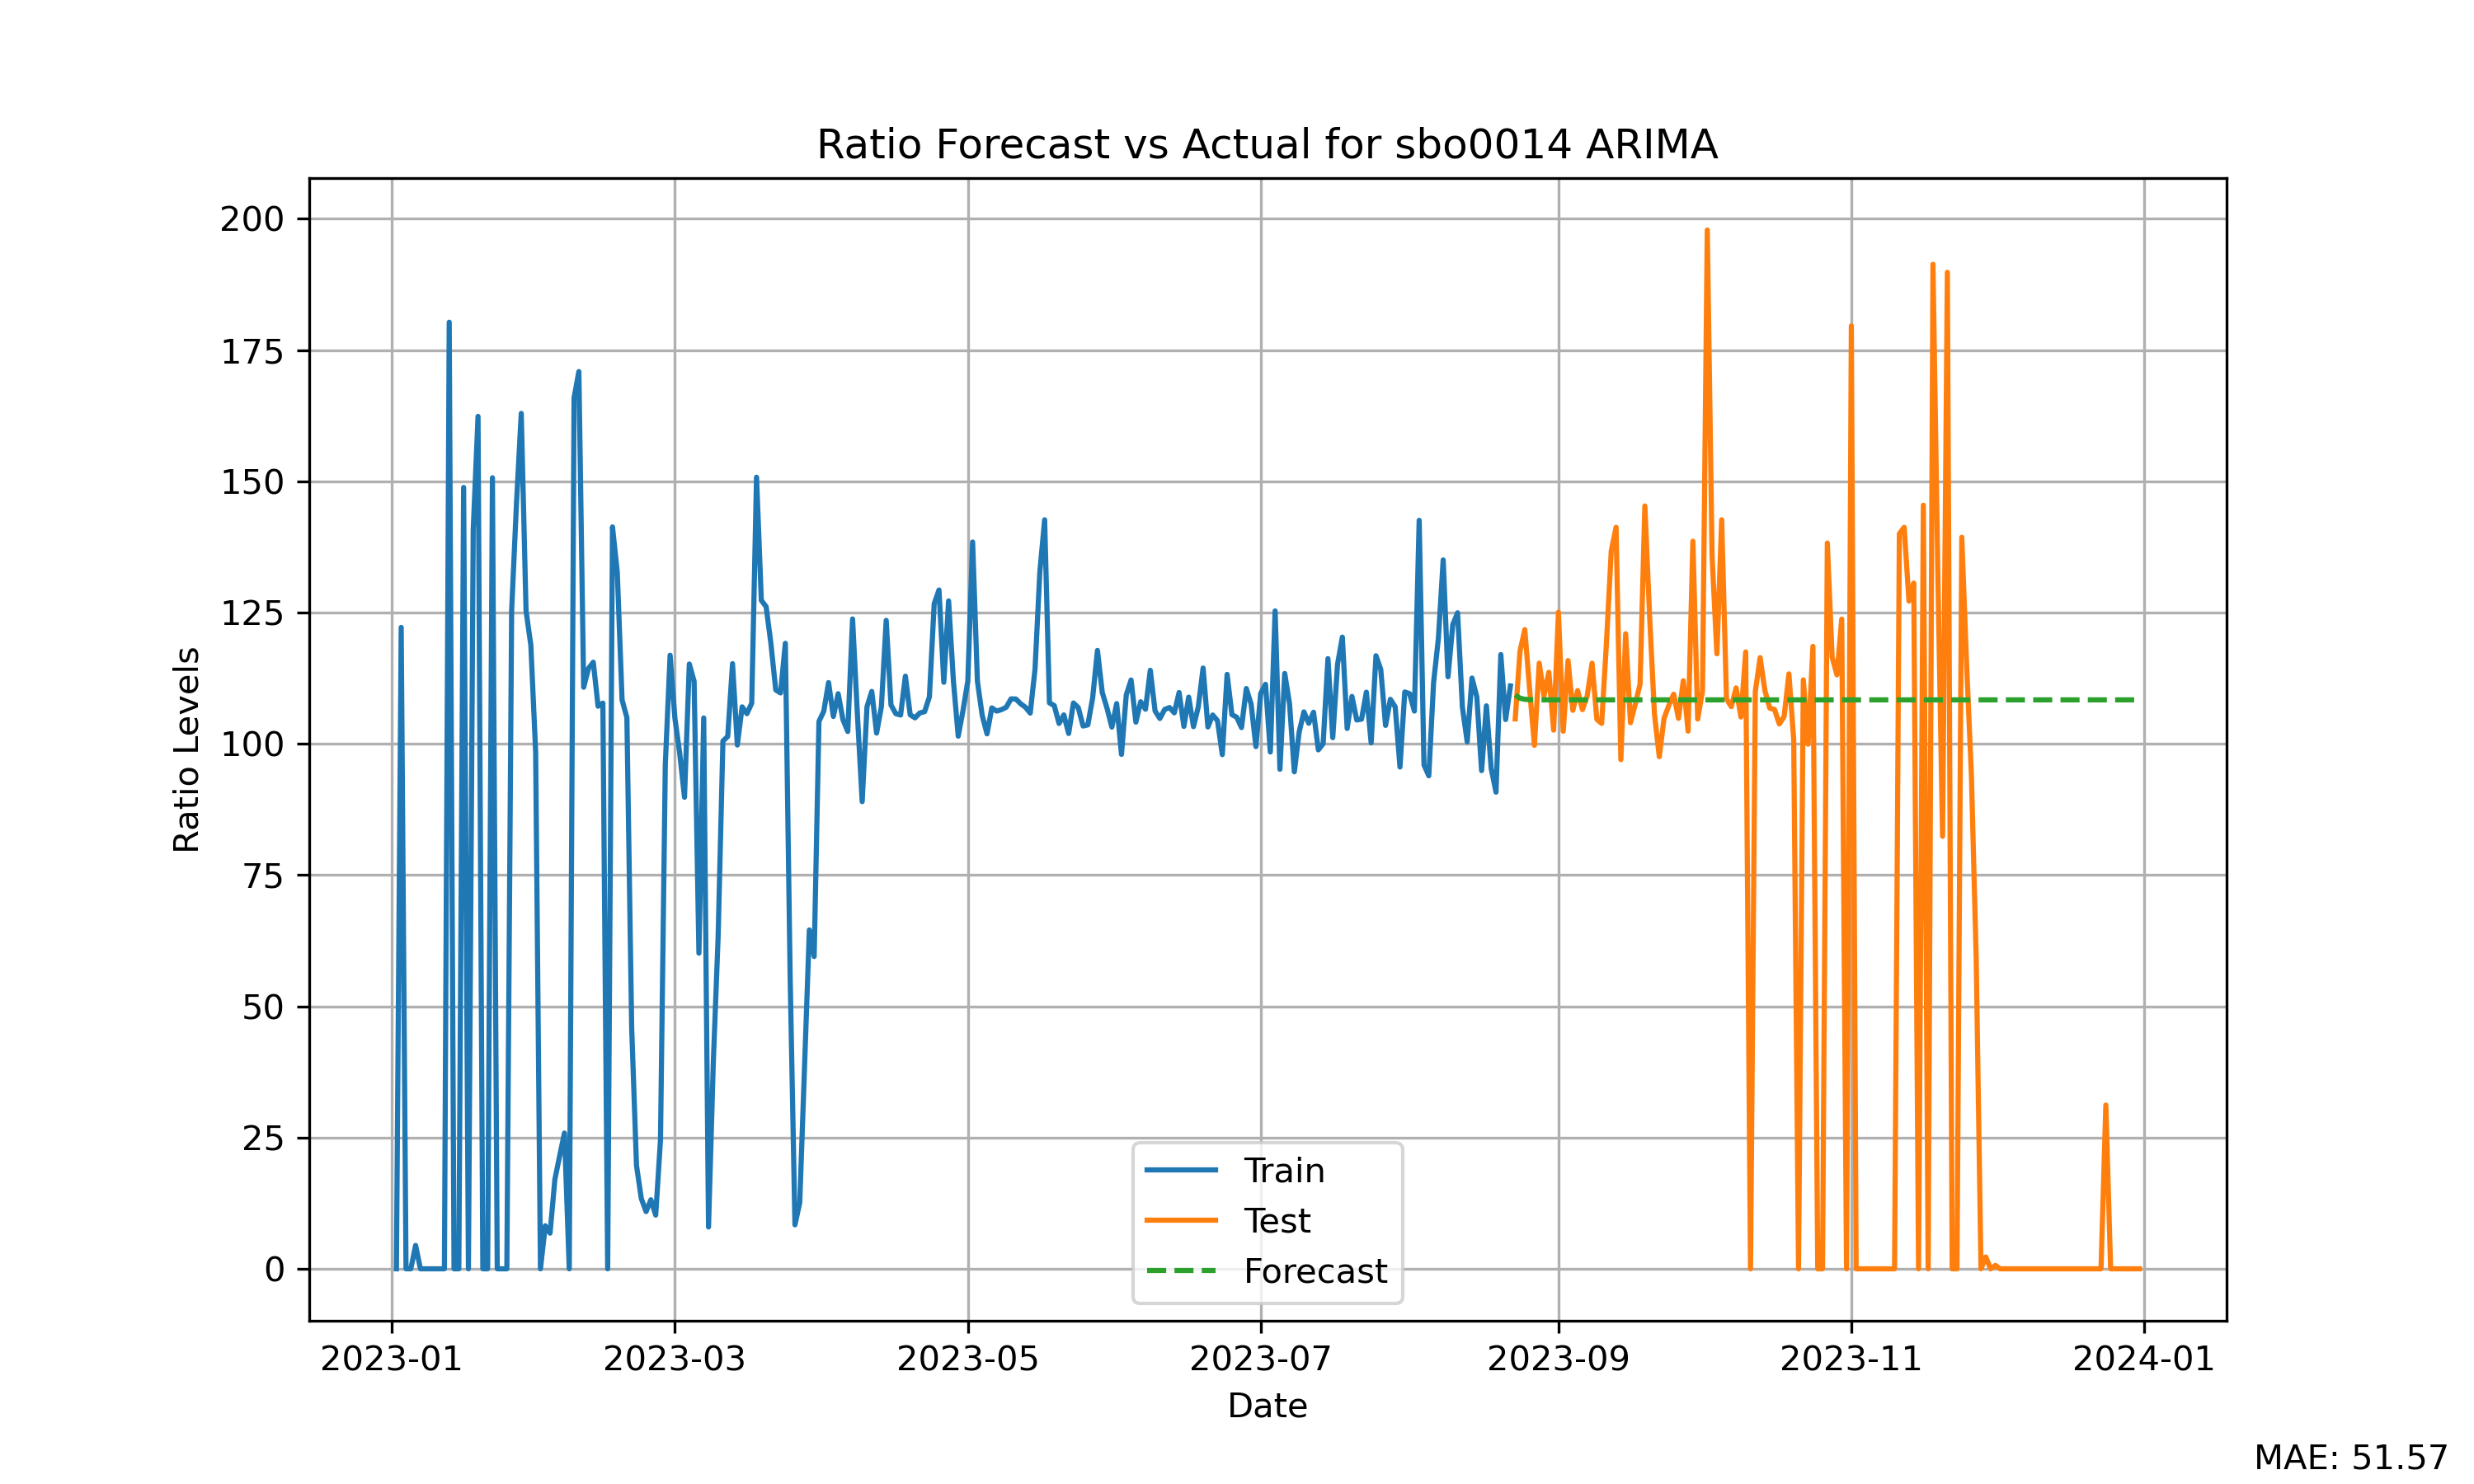 Ratio Forecast vs Actual for sbo0014 ARIMA
200
175
150
125
100
75
50
25
0
Ratio Levels
Train
Test
Forecast
2023-01 2023-03 2023-05 2023-07 2023-09 2023-11 2024-01
Date
MAE: 51.57